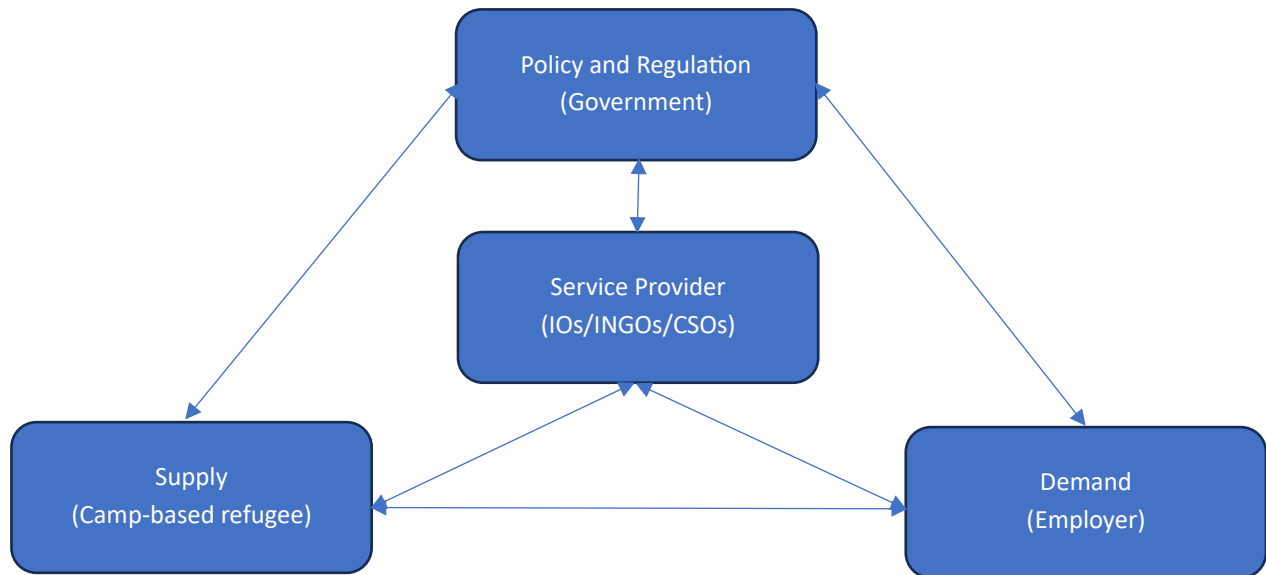 Policy and Regulation
(Government)
Service Provider
(IOs/INGOs/CSOs)
Supply
(Camp-based refugee)
Demand
(Employer)